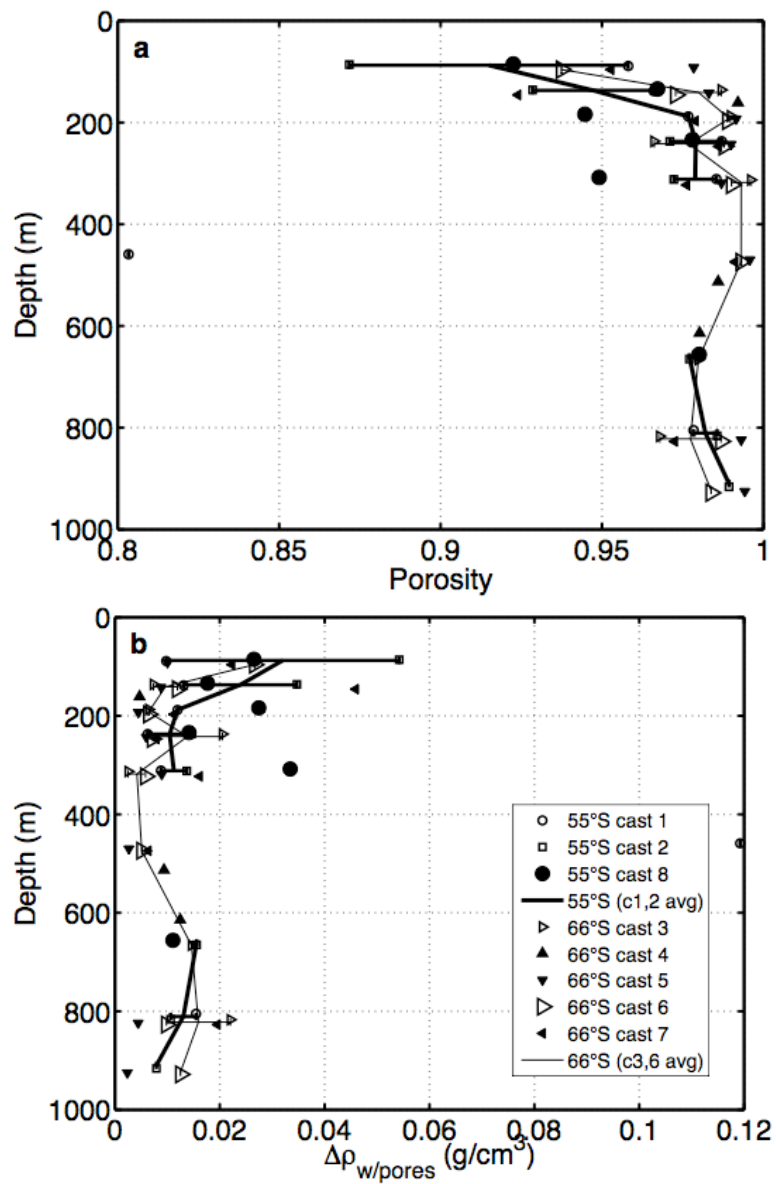 a
0
200
400
600
800
1000
Depth (m)
0.8 0.85 0.9 0.95 1
Porosity
b
0
200
400
600
800
1000
Depth (m)
55°S cast 1
55°S cast 2
55°S cast 8
55°S (c1,2 avg)
66°S cast 3
66°S cast 4
66°S cast 5
66°S cast 6
66°S cast 7
66°S (c3,6 avg)
0 0.02 0.04 0.06 0.08 0.1 0.12
Δρw/pores (g/cm³)